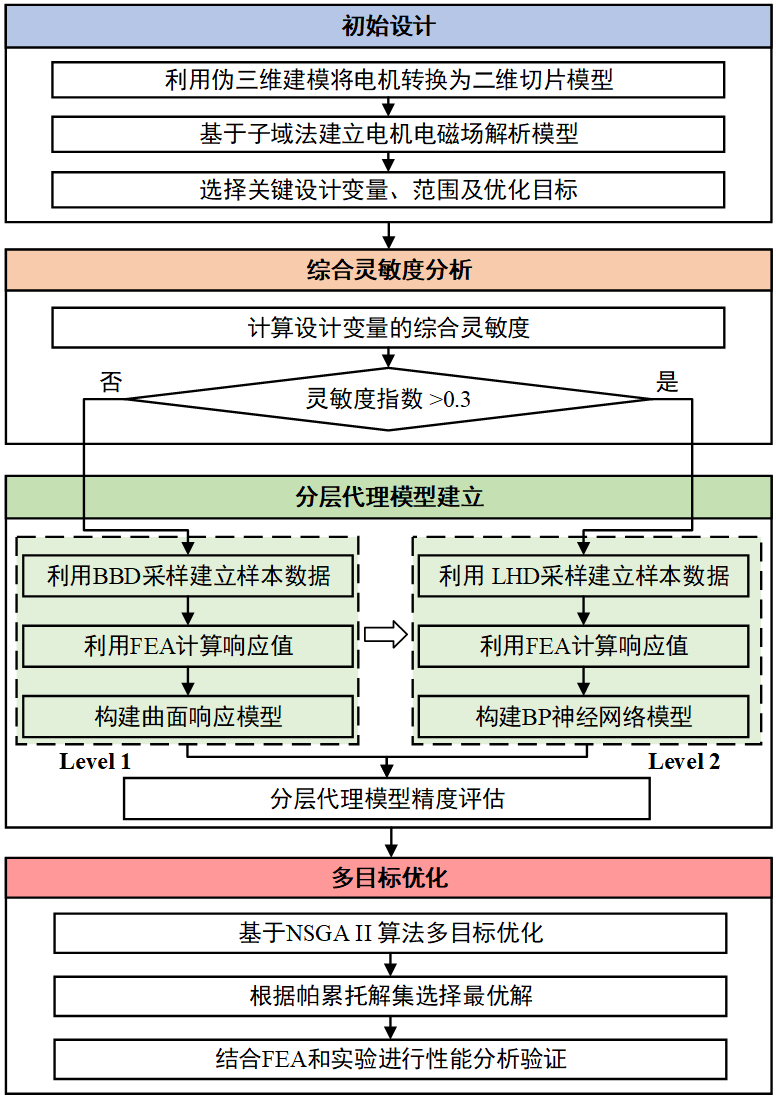 初始设计
利用伪三维建模将电机转换为二维切片模型
基于子域法建立电机电磁场解析模型
选择关键设计变量、范围及优化目标
综合灵敏度分析
计算设计变量的综合灵敏度
否
是
灵敏度指数 >0.3
分层代理模型建立
利用BBD采样建立样本数据
利用FEA计算响应值
构建曲面响应模型
Level 1
利用 LHD采样建立样本数据
利用FEA计算响应值
构建BP神经网络模型
Level 2
分层代理模型精度评估
多目标优化
基于NSGA II 算法多目标优化
根据帕累托解集选择最优解
结合FEA和实验进行性能分析验证